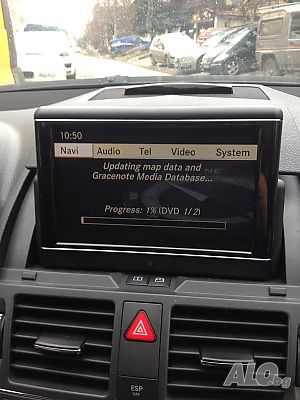 10:50
Navi Audio Tel Video System
Updating map data and
Gracenote Media Database...
Progress: 1% (DVD 1/2)
ESP
OFF
ALO.bg